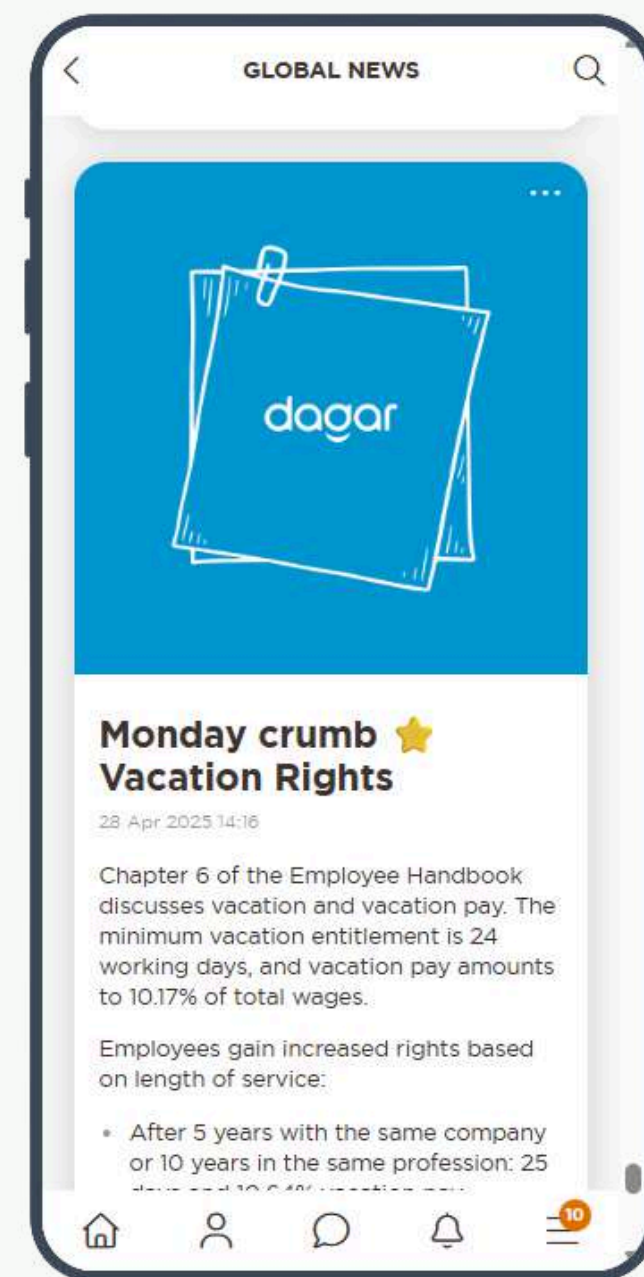 GLOBAL NEWS
dagar
Monday crumb ⭐
Vacation Rights
28 Apr 2025 14:16
Chapter 6 of the Employee Handbook
discusses vacation and vacation pay. The
minimum vacation entitlement is 24
working days, and vacation pay amounts
to 10.17% of total wages.
Employees gain increased rights based
on length of service:
• After 5 years with the same company
or 10 years in the same profession: 25
10